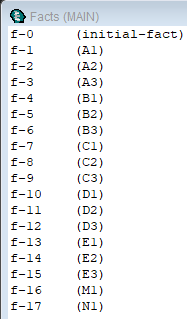 Facts (MAIN)
f-0 (initial-fact)
f-1 (A1)
f-2 (A2)
f-3 (A3)
f-4 (B1)
f-5 (B2)
f-6 (B3)
f-7 (C1)
f-8 (C2)
f-9 (C3)
f-10 (D1)
f-11 (D2)
f-12 (D3)
f-13 (E1)
f-14 (E2)
f-15 (E3)
f-16 (M1)
f-17 (N1)